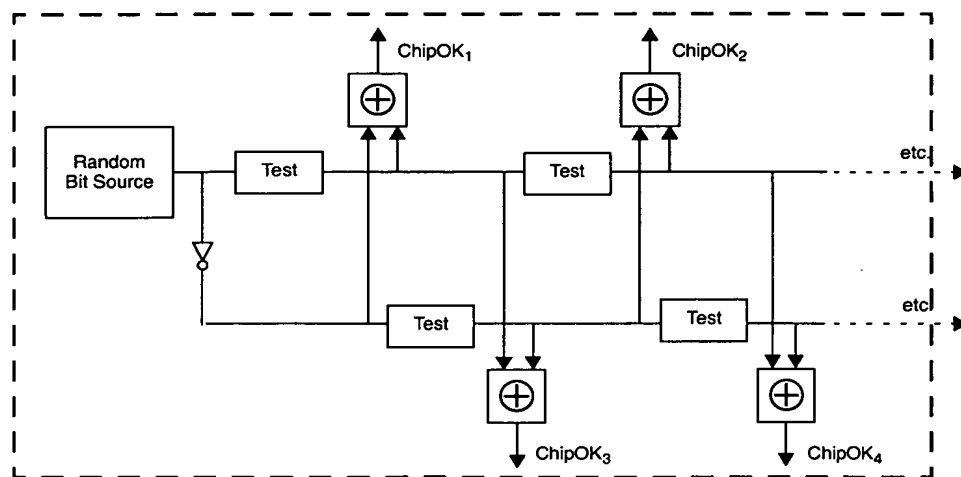 ChipOK₁
ChipOK₂
Random
Bit Source
Test
Test
etc.
Test
Test
etc
ChipOK₃
ChipOK₄